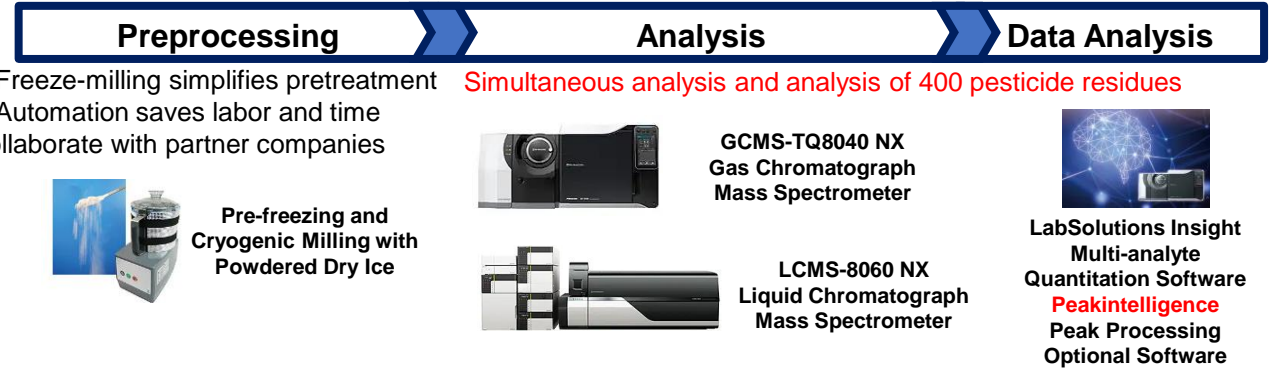 Preprocessing
Analysis
Data Analysis
Freeze-milling simplifies pretreatment
Automation saves labor and time
llaborate with partner companies
Simultaneous analysis and analysis of 400 pesticide residues
Pre-freezing and
Cryogenic Milling with
Powdered Dry Ice
GCMS-TQ8040 NX
Gas Chromatograph
Mass Spectrometer
LCMS-8060 NX
Liquid Chromatograph
Mass Spectrometer
LabSolutions Insight
Multi-analyte
Quantitation Software
Peakintelligence
Peak Processing
Optional Software